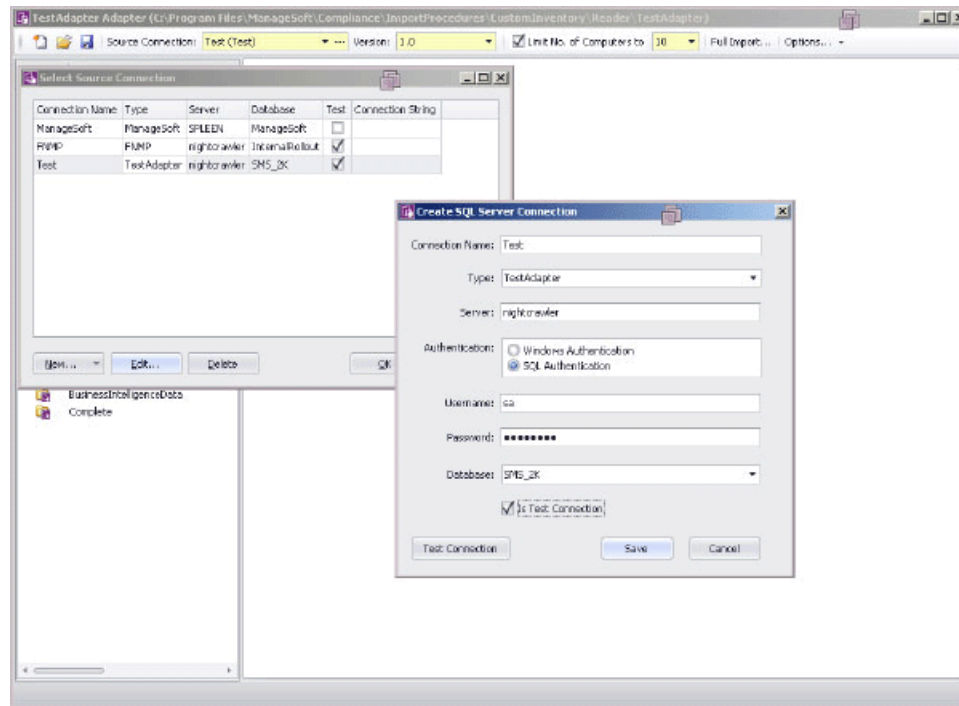 TestAdapter Adapter (C:\Program Files\ManageSoft\Compliance\ImportProcedures\CustomInventory\Reader\TestAdapter)
Source Connection: Test (Test) ... Version: 1.0 Limit No. of Computers to 10 Full Import... Options...
Select Source Connection
Connection Name Type Server Database Test Connection String
ManageSoft ManageSoft SPLEEN ManageSoft
FNMP FNMP nightcrawler InternalRollout
Test TestAdapter nightcrawler SMS_2K
New... Edit... Delete OK
BusinessIntelligenceData
Complete
Create SQL Server Connection
Connection Name: Test
Type: TestAdapter
Server: nightcrawler
Authentication: Windows Authentication
SQL Authentication
Username: sa
Password: ●●●●●●●●
Database: SMS_2K
Is Test Connection
Test Connection Save Cancel